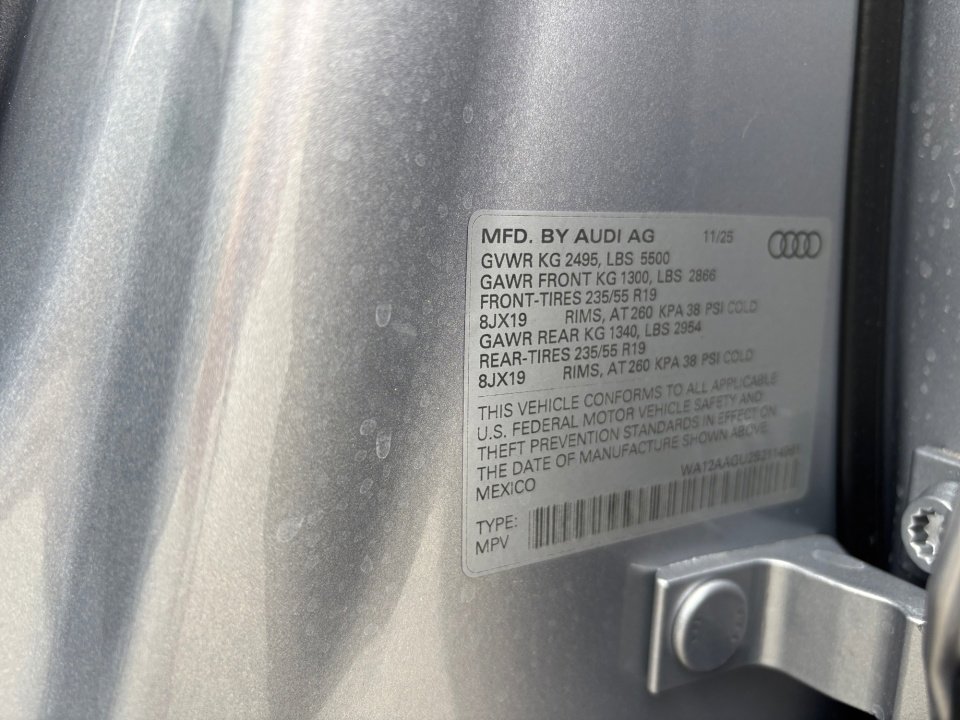 MFD. BY AUDI AG 11/25
GVWR KG 2495, LBS 5500
GAWR FRONT KG 1300, LBS 2866
FRONT-TIRES 235/55 R19
8JX19 RIMS, AT 260 KPA 38 PSI COLD
GAWR REAR KG 1340, LBS 2954
REAR-TIRES 235/55 R19
8JX19 RIMS, AT 260 KPA 38 PSI COLD
THIS VEHICLE CONFORMS TO ALL APPLICABLE
U.S. FEDERAL MOTOR VEHICLE SAFETY AND
THEFT PREVENTION STANDARDS IN EFFECT ON
THE DATE OF MANUFACTURE SHOWN ABOVE.
MEXICO
TYPE:
MPV